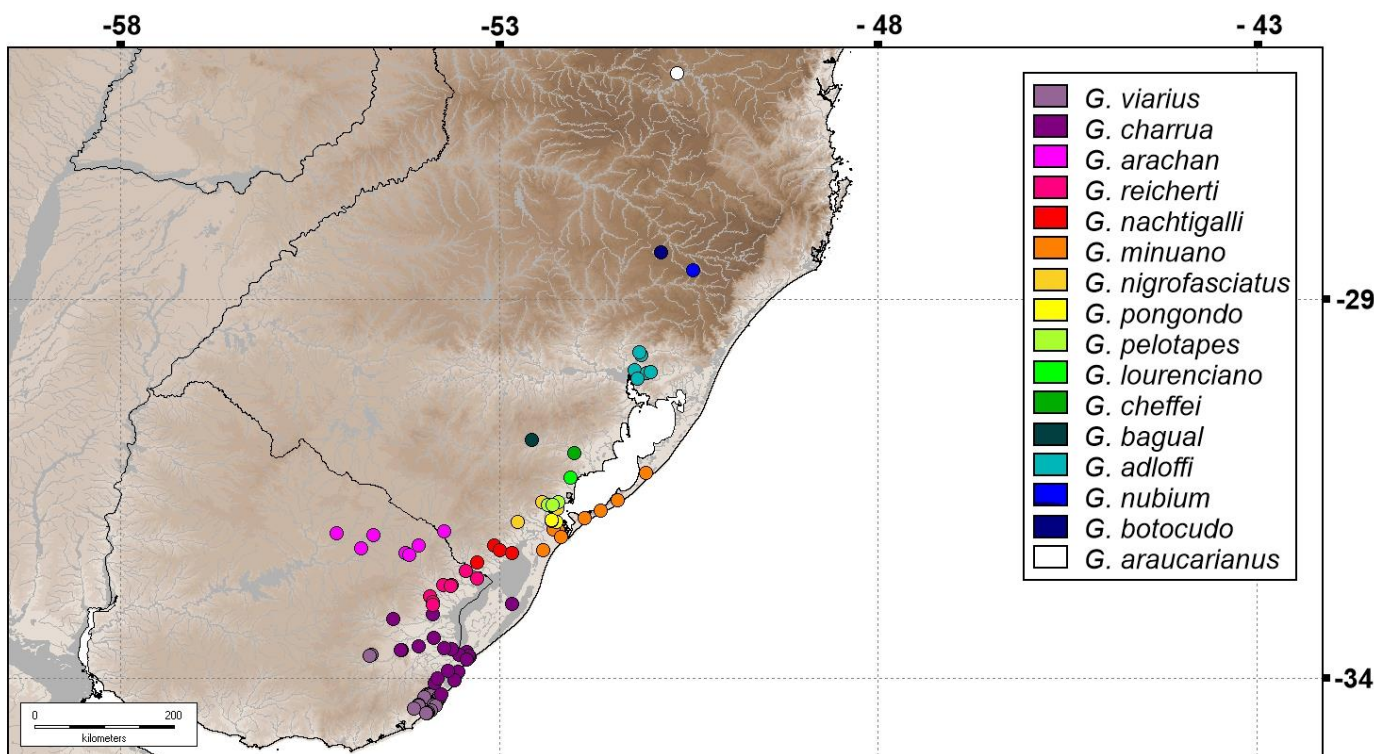 -58 -53 - 48 - 43
G. viarius
G. charrua
G. arachan
G. reicherti
G. nachtigalli
G. minuano
G. nigrofasciatus
G. pongondo
G. pelotapes
G. lourenciano
G. cheffei
G. bagual
G. adloffi
G. nubium
G. botocudo
G. araucarianus
-29
-34
0 200
kilometers